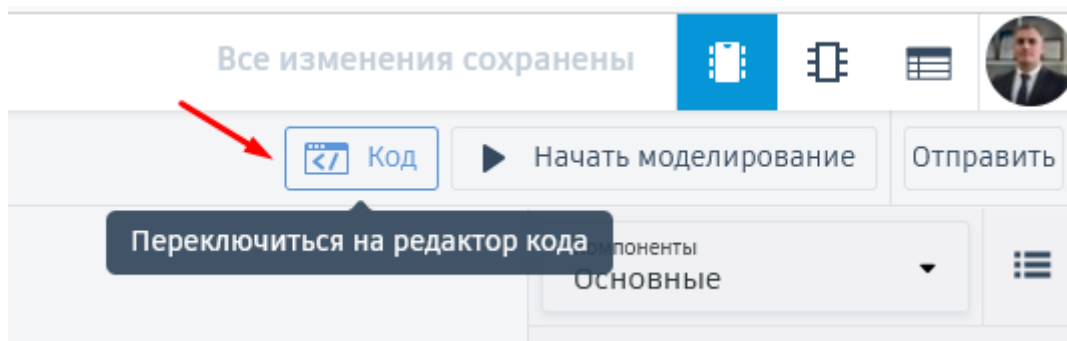 Все изменения сохранены
Код
Начать моделирование
Отправить
Переключиться на редактор кода
Основные